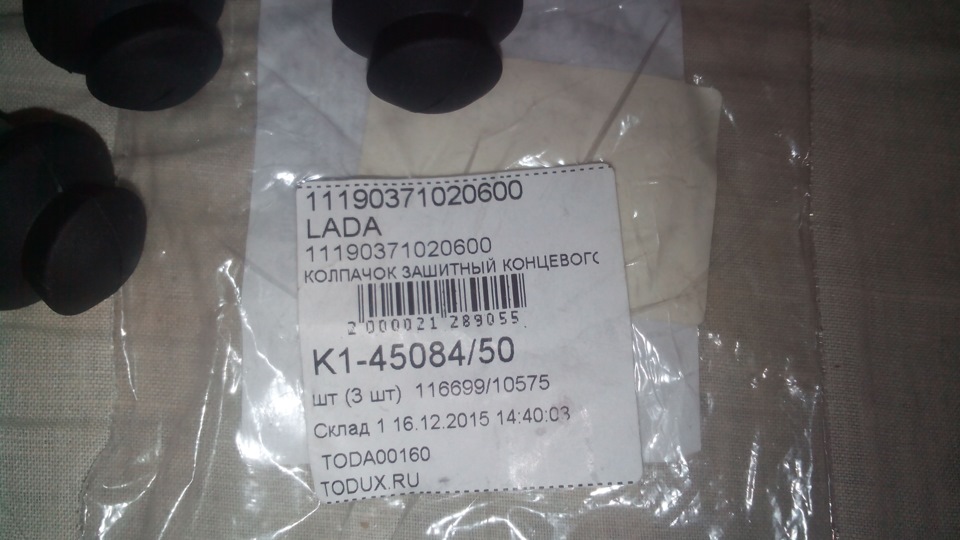 11190371020600
LADA
11190371020600
КОЛПАЧОК ЗАШИТНЫЙ КОНЦЕВОГО
2 000021 289055
К1-45084/50
шт (3 шт) 116699/10575
Склад 1 16.12.2015 14:40:03
TODA00160
TODUX.RU